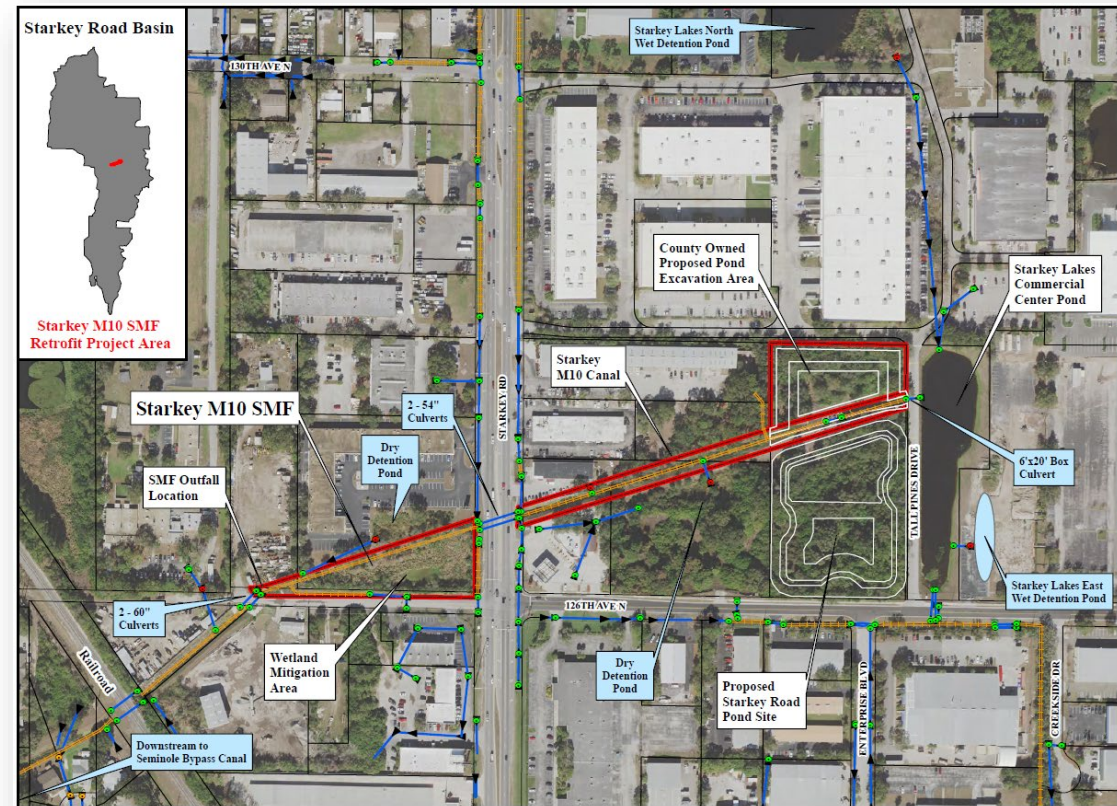 Starkey Road Basin
Starkey M10 SMF
Retrofit Project Area
130TH AVE N
Starkey Lakes North
Wet Detention Pond
County Owned
Proposed Pond
Excavation Area
Starkey Lakes
Commercial
Center Pond
Starkey
M10 Canal
2 - 54"
Culverts
STARKEY RD
Starkey M10 SMF
Dry
Detention
Pond
SMF Outfall
Location
6'x20' Box
Culvert
TALL PINES DRIVE
Starkey Lakes East
Wet Detention Pond
2 - 60"
Culverts
126TH AVE N
Railroad
Wetland
Mitigation
Area
Dry
Detention
Pond
Proposed
Starkey Road
Pond Site
ENTERPRISE BLVD
CREEKSIDE DR
Downstream to
Seminole Bypass Canal